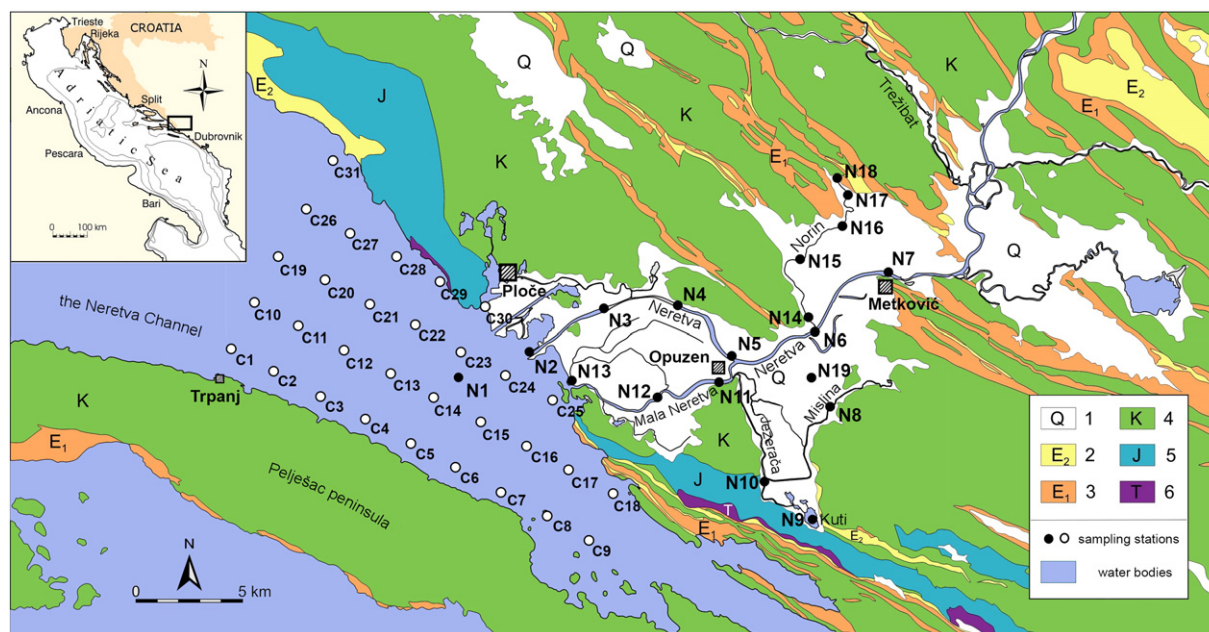 Trieste
Rijeka
CROATIA
N
Adriatic Sea
Split
Ancona
Dubrovnik
Pescara
Bari
0 100 km
E2
J
K
Q
Q
K
K
E1
Trežibat
K
E1
E2
C31
C26
C27
C28
C29
C30
C19
C20
C21
C22
C23
C24
C25
the Neretva Channel
C10
C11
C12
C13
N1
C14
C15
C16
C17
C18
C1
C2
C3
C4
C5
C6
C7
C8
C9
Trpanj
K
E1
Pelješac peninsula
N
0 5 km
Ploče
N18
N17
N16
Norin
N15
N7
Metković
Q
N4
Neretva
N3
N14
N6
N5
Neretva
Opuzen
N2
N13
N12
Mala Neretva
N11
Q
N19
Mislina
N8
Jezerača
K
J
N10
T
E1
N9
Kuti
E2
Q 1
E2 2
E1 3
K 4
J 5
T 6
sampling stations
water bodies